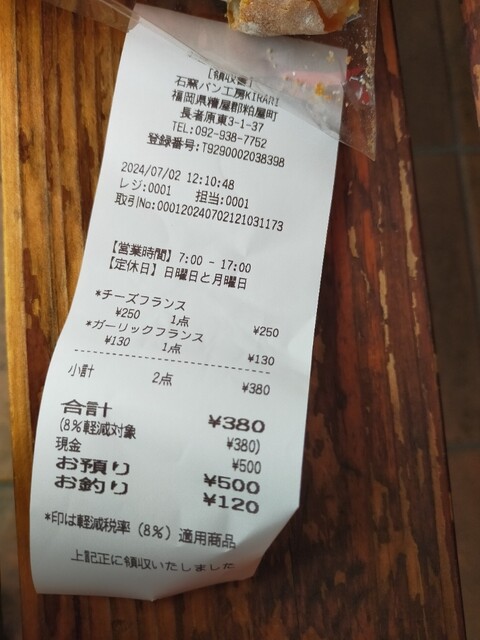 [領収書]
石窯パン工房KIRARI
福岡県糟屋郡粕屋町
長者原東3-1-37
TEL:092-938-7752
登録番号:T9290002038398
2024/07/02 12:10:48
レジ:0001 担当:0001
取引No:000120240702121031173
【営業時間】7:00 - 17:00
【定休日】日曜日と月曜日
*チーズフランス
¥250 1点 ¥250
*ガーリックフランス
¥130 1点 ¥130
小計 2点 ¥380
合計 ¥380
(8%軽減対象 ¥380)
現金 ¥500
お預り ¥500
お釣り ¥120
*印は軽減税率(8%)適用商品
上記正に領収いたしました